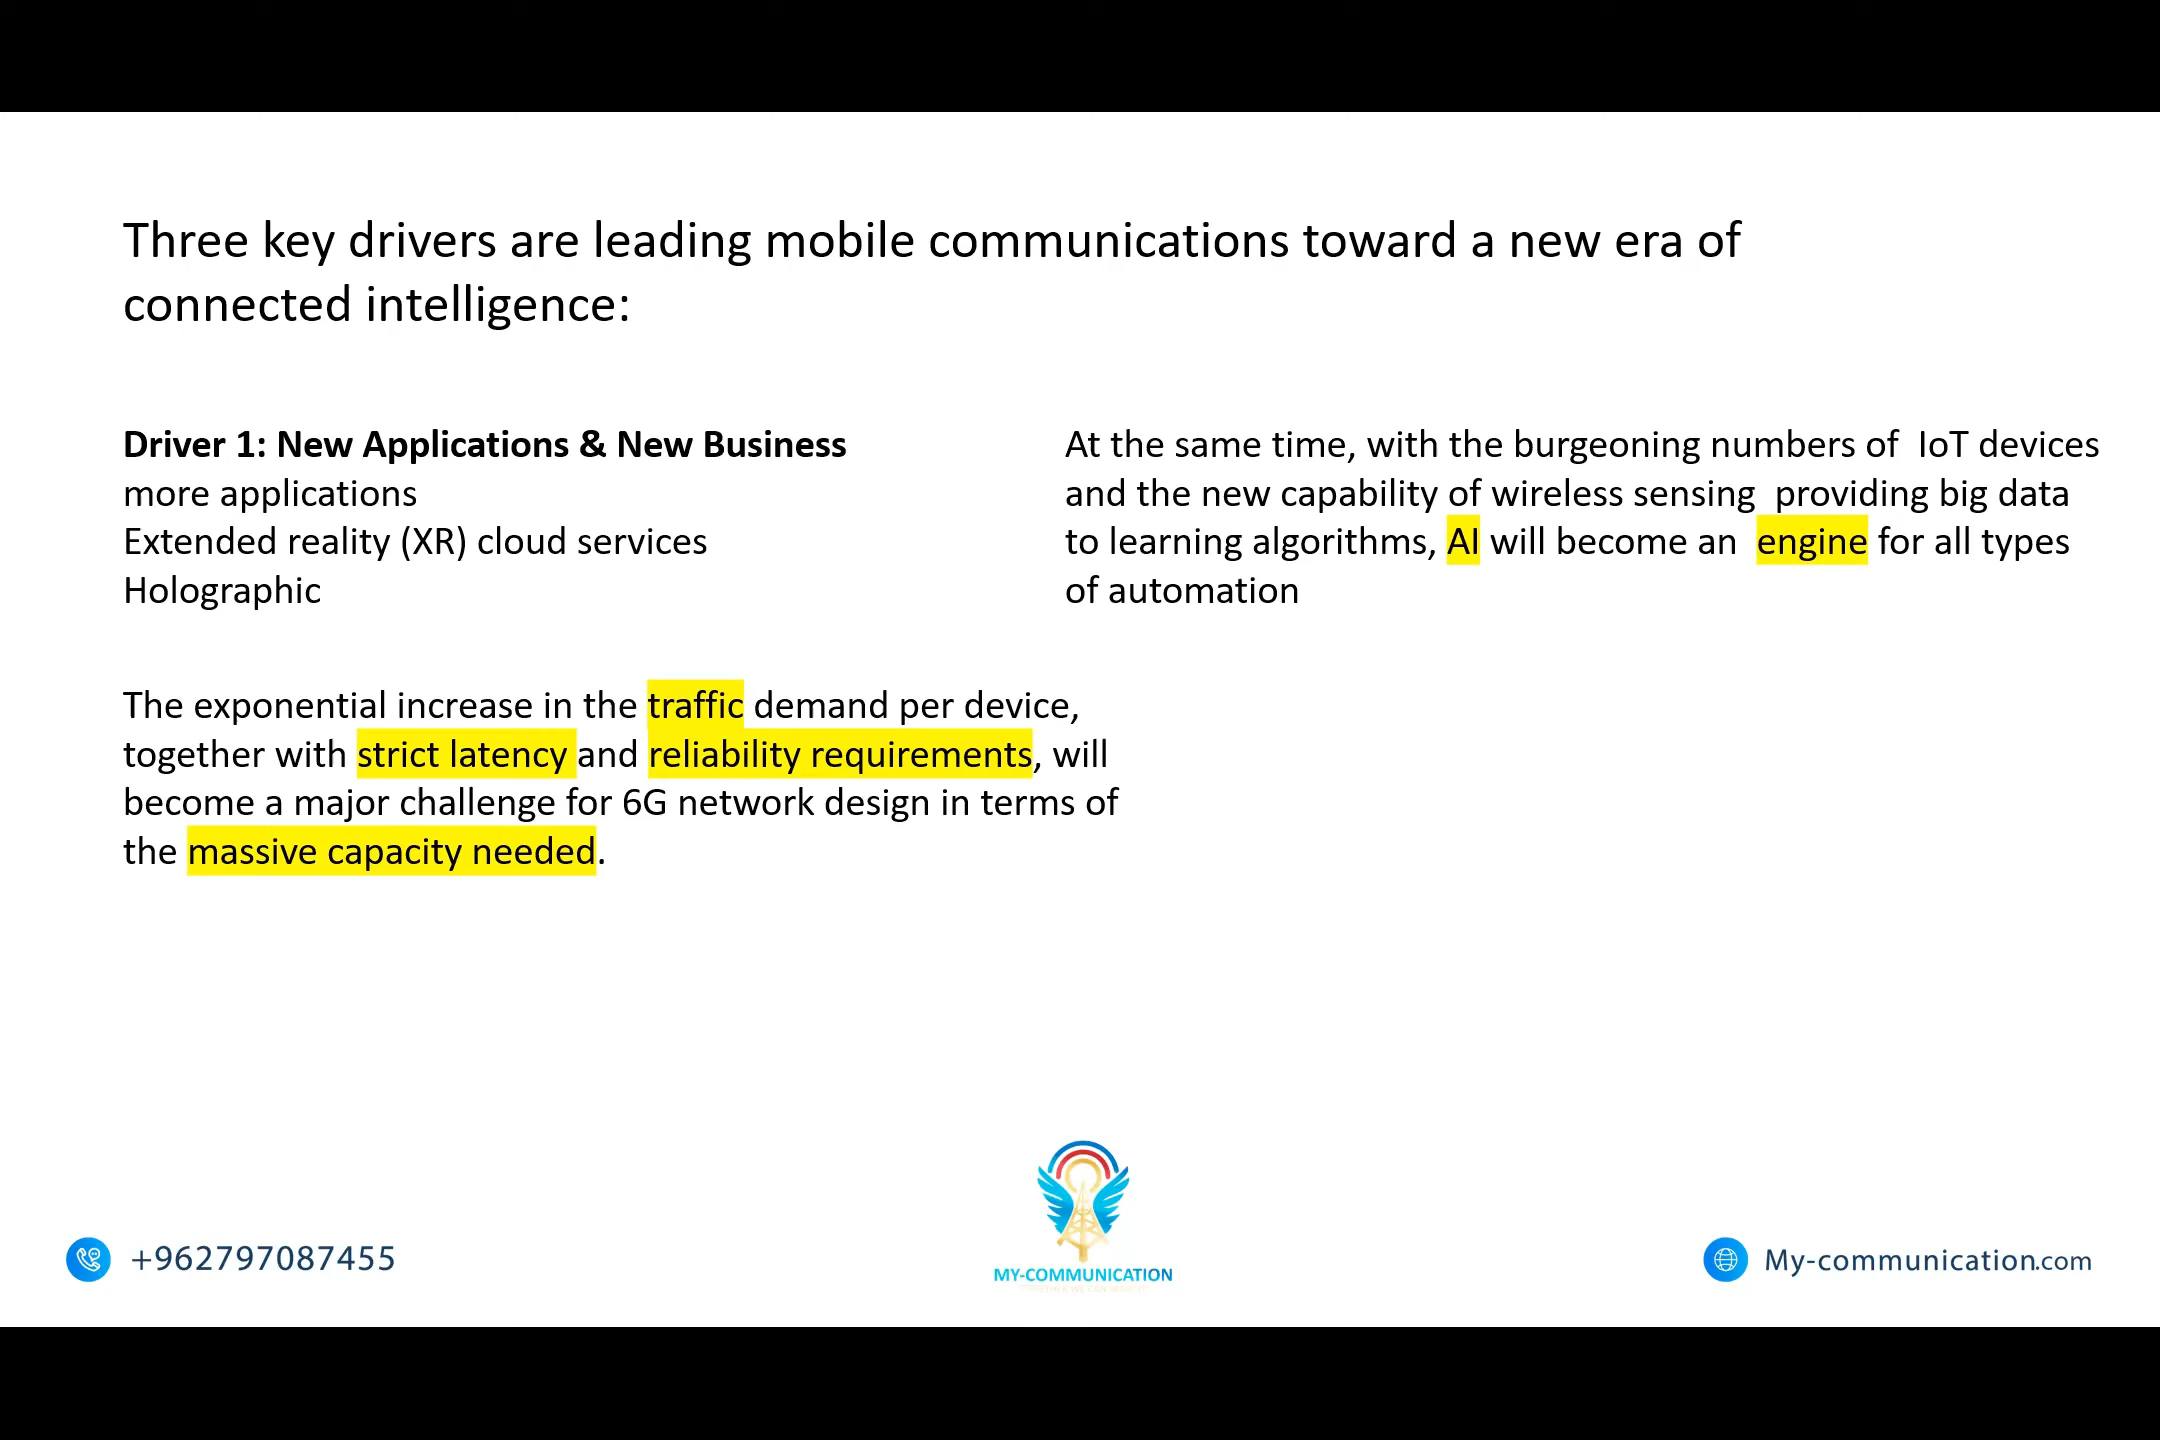 Three key drivers are leading mobile communications toward a new era of
connected intelligence:
Driver 1: New Applications & New Business
more applications
Extended reality (XR) cloud services
Holographic
The exponential increase in the traffic demand per device,
together with strict latency and reliability requirements, will
become a major challenge for 6G network design in terms of
the massive capacity needed.
At the same time, with the burgeoning numbers of  IoT devices
and the new capability of wireless sensing  providing big data
to learning algorithms, AI will become an  engine for all types
of automation
+962797087455
MY-COMMUNICATION
My-communication.com